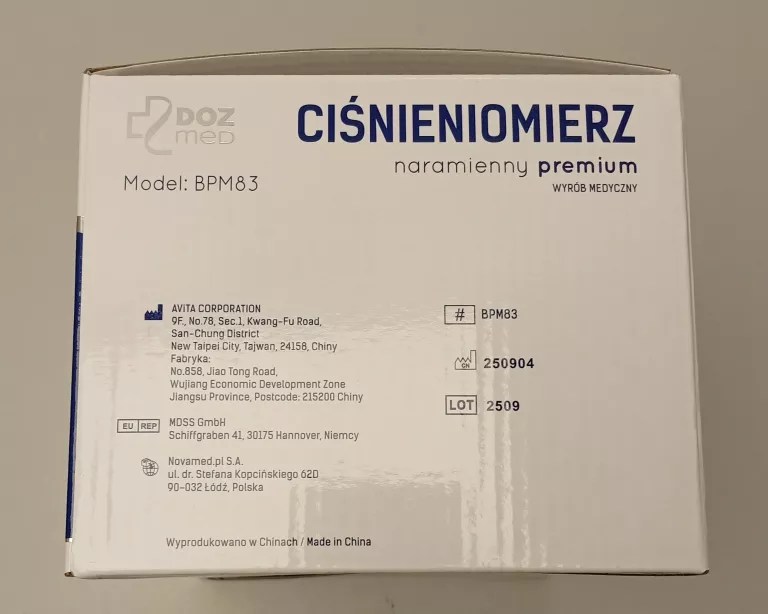 DOZ
med
CIŚNIENIOMIERZ
naramienny premium
WYRÓB MEDYCZNY
Model: BPM83
AViTA CORPORATION
9F., No.78, Sec.1, Kwang-Fu Road,
San-Chung District
New Taipei City, Tajwan, 24158, Chiny
Fabryka:
No.858, Jiao Tong Road,
Wujiang Economic Development Zone
Jiangsu Province, Postcode: 215200 Chiny
EU REP
MDSS GmbH
Schiffgraben 41, 30175 Hannover, Niemcy
Novamed.pl S.A.
ul. dr. Stefana Kopcińskiego 62D
90-032 Łódź, Polska
# BPM83
CN 250904
LOT 2509
Wyprodukowano w Chinach / Made in China